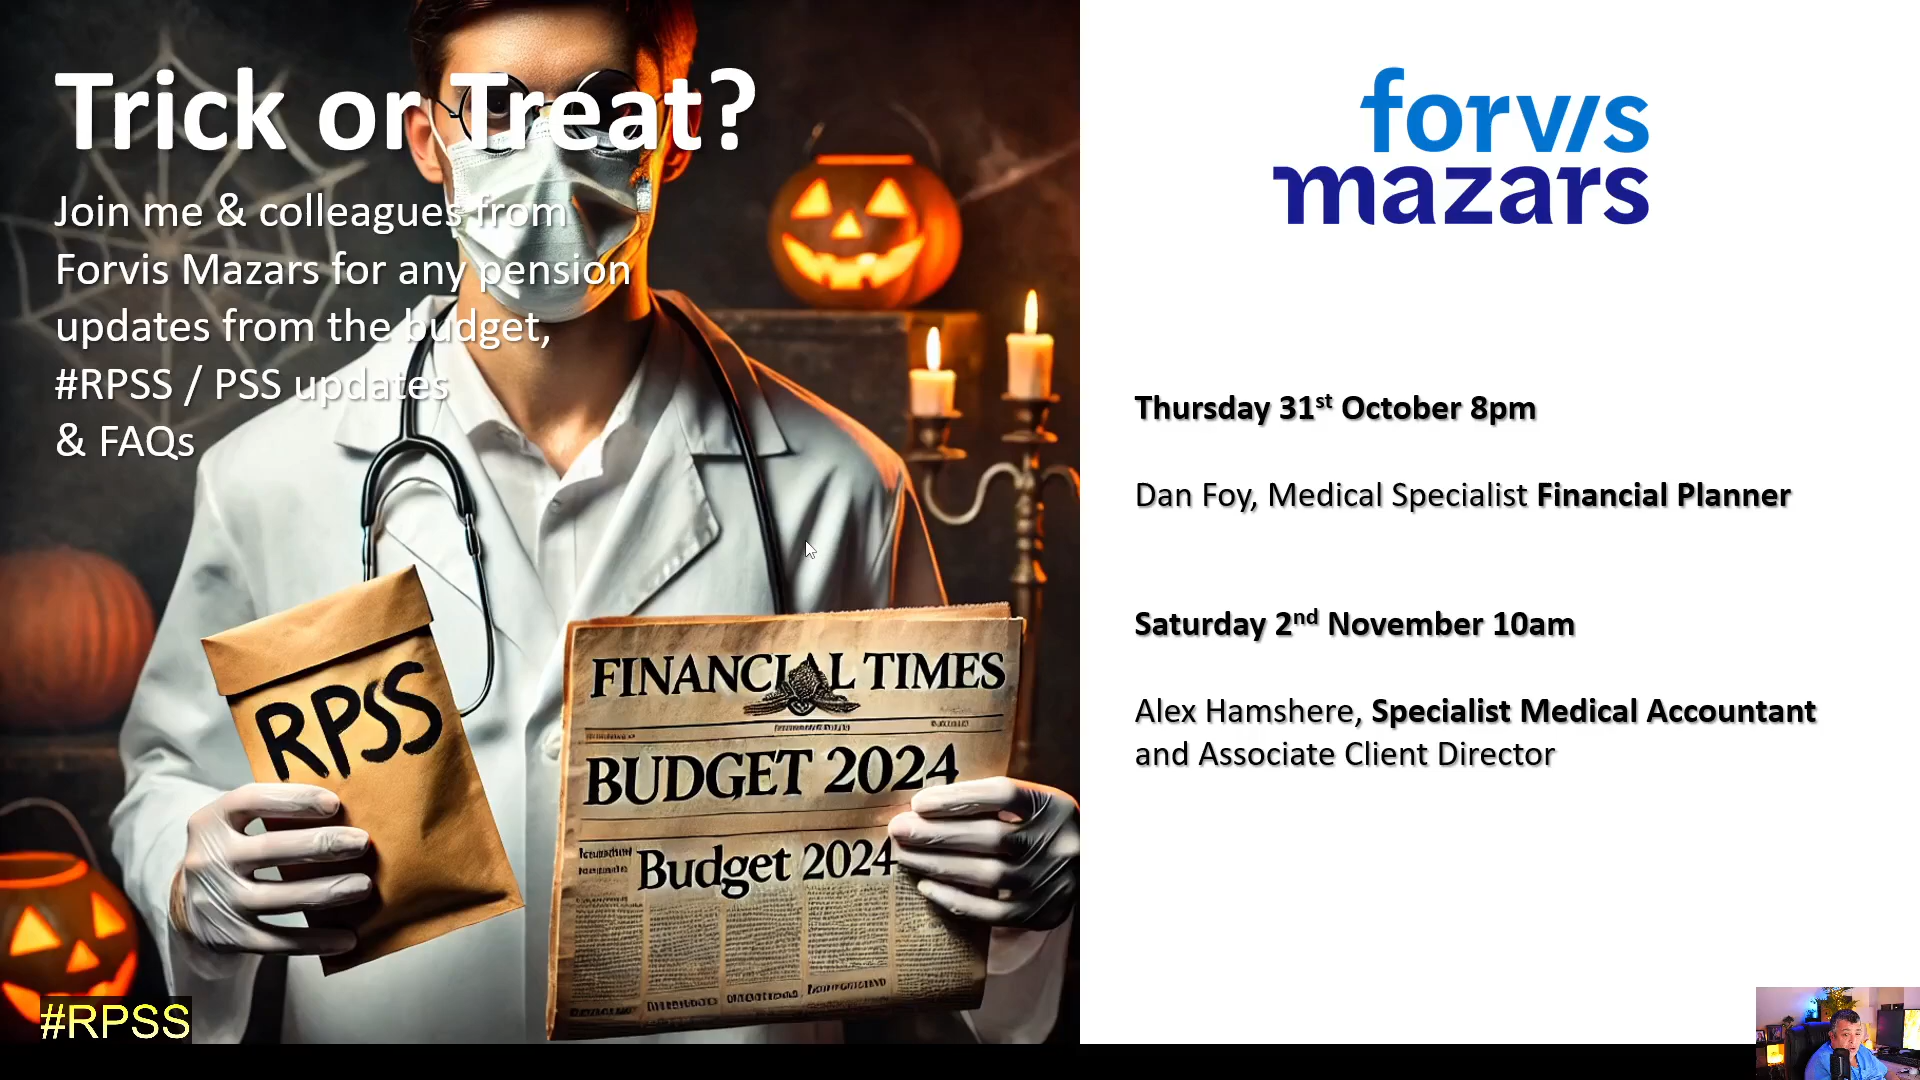 Trick or Treat?
Join me & colleagues from
Forvis Mazars for any pension
updates from the budget,
#RPSS / PSS updates
& FAQs
RPSS
FINANCIAL TIMES
BUDGET 2024
Budget 2024
#RPSS
forvis
mazars
Thursday 31st October 8pm
Dan Foy, Medical Specialist Financial Planner
Saturday 2nd November 10am
Alex Hamshere, Specialist Medical Accountant
and Associate Client Director